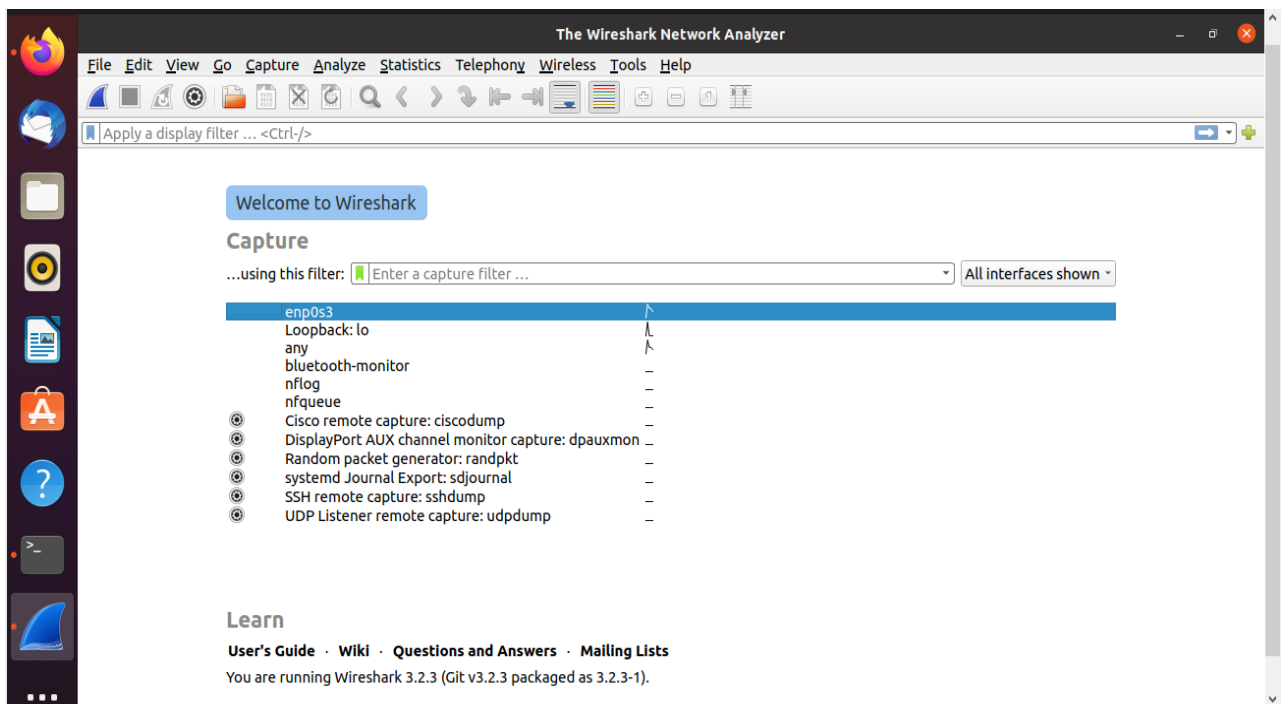 The Wireshark Network Analyzer
File Edit View Go Capture Analyze Statistics Telephony Wireless Tools Help
Apply a display filter … <Ctrl-/>
Welcome to Wireshark
Capture
…using this filter: Enter a capture filter … All interfaces shown
enp0s3
Loopback: lo
any
bluetooth-monitor
nflog
nfqueue
Cisco remote capture: ciscodump
DisplayPort AUX channel monitor capture: dpauxmon
Random packet generator: randpkt
systemd Journal Export: sdjournal
SSH remote capture: sshdump
UDP Listener remote capture: udpdump
Learn
User's Guide · Wiki · Questions and Answers · Mailing Lists
You are running Wireshark 3.2.3 (Git v3.2.3 packaged as 3.2.3-1).